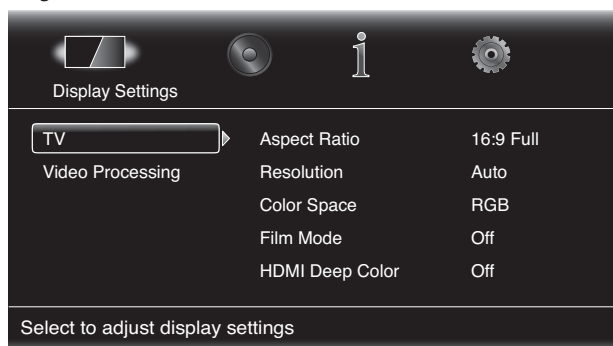 Display Settings
TV
Aspect Ratio
16:9 Full
Video Processing
Resolution
Auto
Color Space
RGB
Film Mode
Off
HDMI Deep Color
Off
Select to adjust display settings